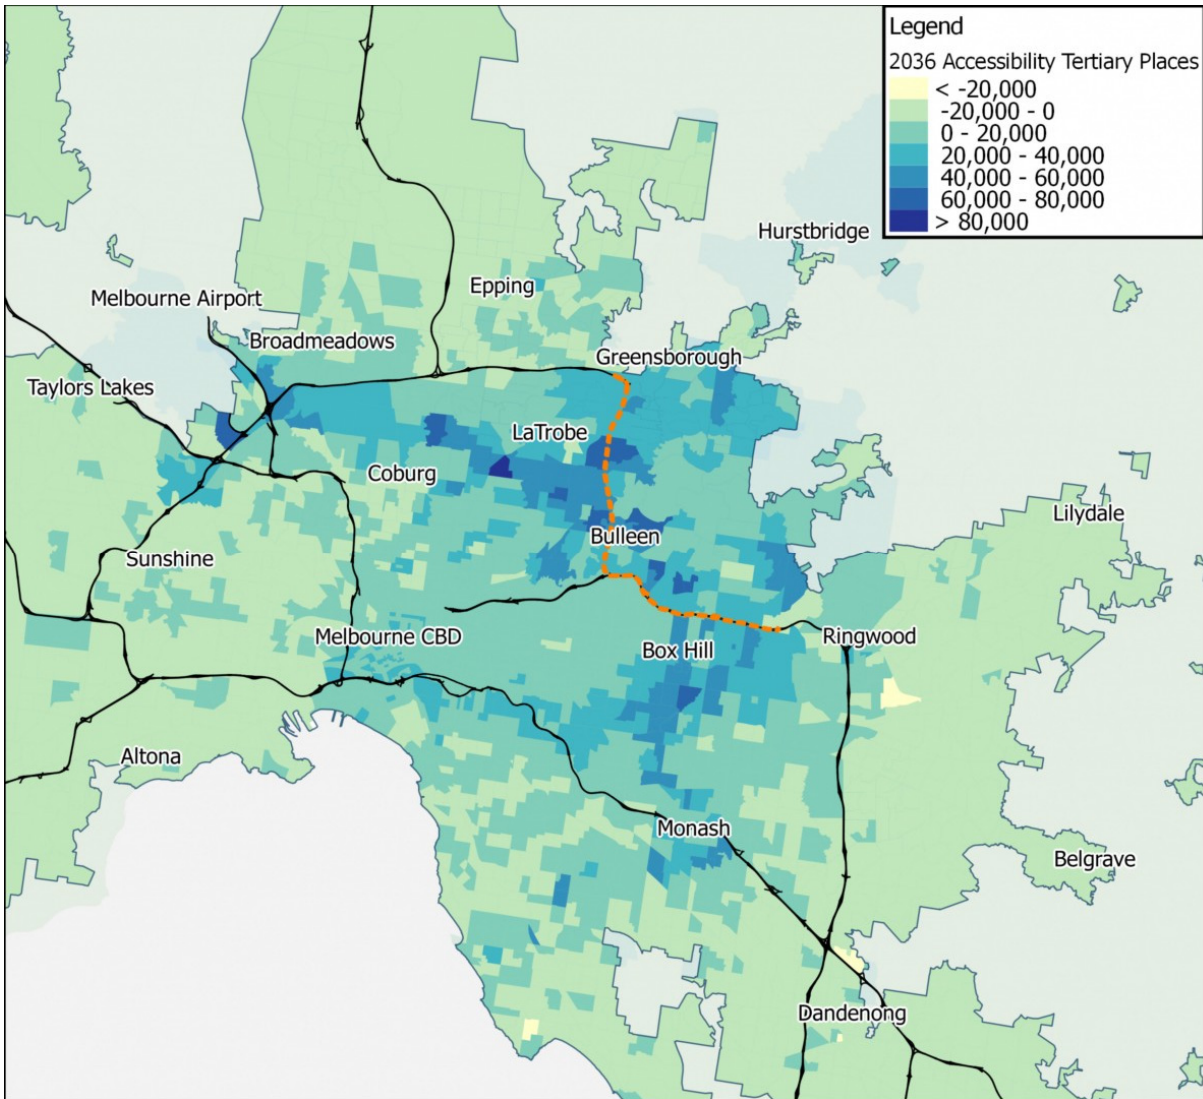 Legend
2036 Accessibility Tertiary Places
< -20,000
-20,000 - 0
0 - 20,000
20,000 - 40,000
40,000 - 60,000
60,000 - 80,000
> 80,000
Hurstbridge
Epping
Melbourne Airport
Broadmeadows
Greensborough
Taylors Lakes
LaTrobe
Coburg
Lilydale
Bulleen
Sunshine
Melbourne CBD
Ringwood
Box Hill
Altona
Monash
Belgrave
Dandenong